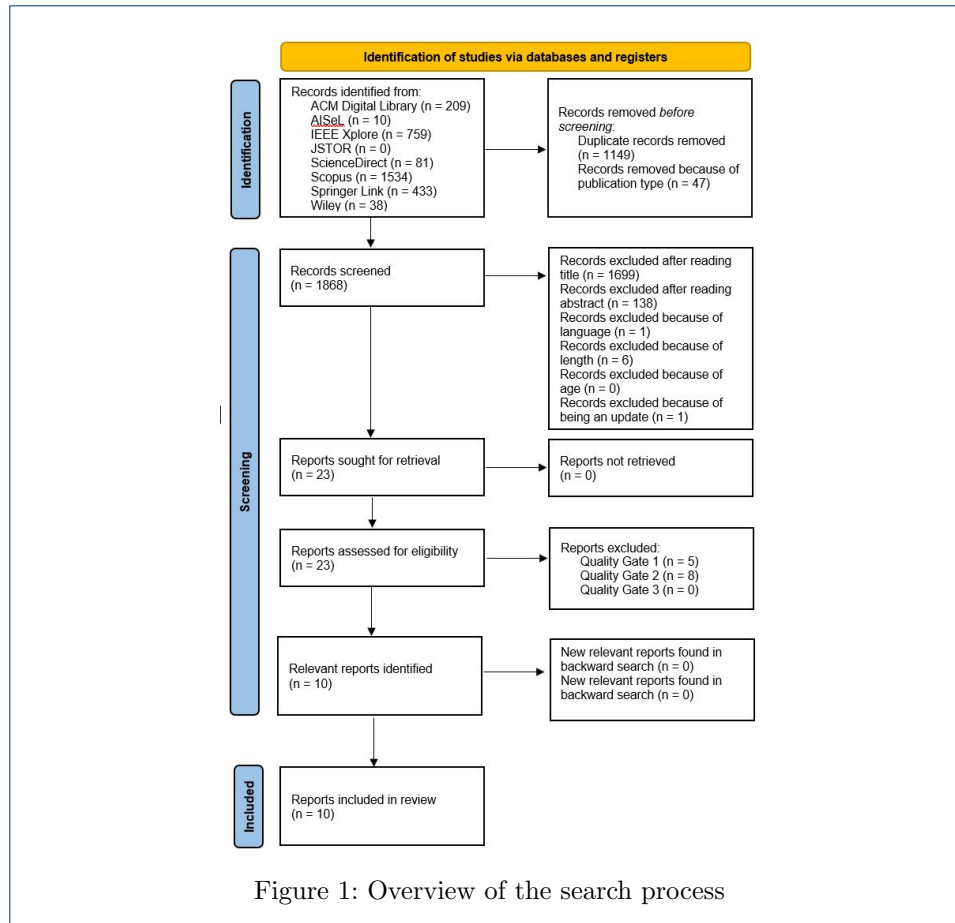 Identification of studies via databases and registers
Identification
Records identified from:
ACM Digital Library (n = 209)
AISeL (n = 10)
IEEE Xplore (n = 759)
JSTOR (n = 0)
ScienceDirect (n = 81)
Scopus (n = 1534)
Springer Link (n = 433)
Wiley (n = 38)
Records removed before
screening:
Duplicate records removed
(n = 1149)
Records removed because of
publication type (n = 47)
Screening
Records screened
(n = 1868)
Records excluded after reading
title (n = 1699)
Records excluded after reading
abstract (n = 138)
Records excluded because of
language (n = 1)
Records excluded because of
length (n = 6)
Records excluded because of
age (n = 0)
Records excluded because of
being an update (n = 1)
Reports sought for retrieval
(n = 23)
Reports not retrieved
(n = 0)
Reports assessed for eligibility
(n = 23)
Reports excluded:
Quality Gate 1 (n = 5)
Quality Gate 2 (n = 8)
Quality Gate 3 (n = 0)
Relevant reports identified
(n = 10)
New relevant reports found in
backward search (n = 0)
New relevant reports found in
backward search (n = 0)
Included
Reports included in review
(n = 10)
Figure 1: Overview of the search process